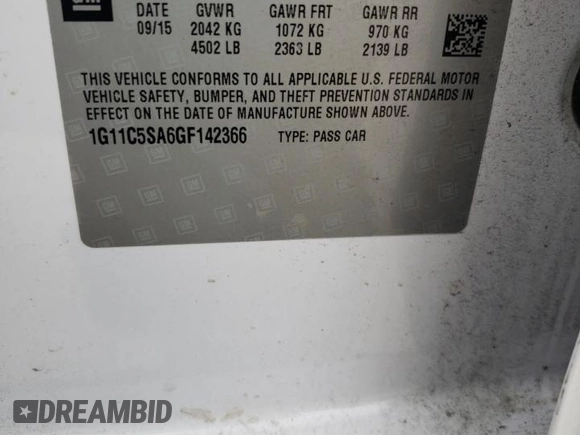 GM
DATE GVWR GAWR FRT GAWR RR
09/15 2042 KG 1072 KG 970 KG
4502 LB 2363 LB 2139 LB
THIS VEHICLE CONFORMS TO ALL APPLICABLE U.S. FEDERAL MOTOR
VEHICLE SAFETY, BUMPER, AND THEFT PREVENTION STANDARDS IN
EFFECT ON THE DATE OF MANUFACTURE SHOWN ABOVE.
1G11C5SA6GF142366 TYPE: PASS CAR
DREAMBID